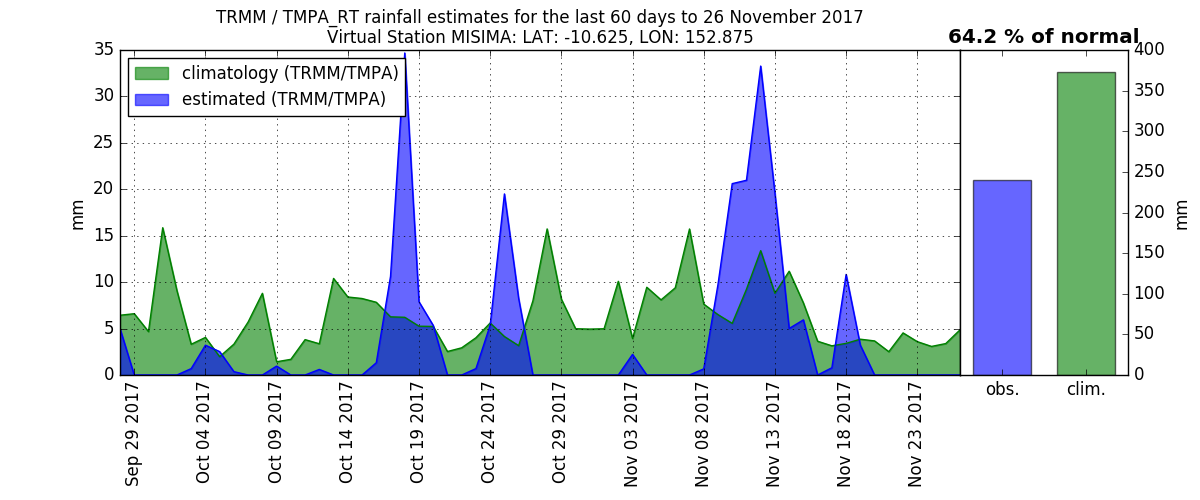 TRMM / TMPA_RT rainfall estimates for the last 60 days to 26 November 2017
Virtual Station MISIMA: LAT: -10.625, LON: 152.875
64.2 % of normal
climatology (TRMM/TMPA)
estimated (TRMM/TMPA)
mm
35
30
25
20
15
10
5
0
Sep 29 2017
Oct 04 2017
Oct 09 2017
Oct 14 2017
Oct 19 2017
Oct 24 2017
Oct 29 2017
Nov 03 2017
Nov 08 2017
Nov 13 2017
Nov 18 2017
Nov 23 2017
obs.
clim.
400
350
300
250
200
150
100
50
0
mm